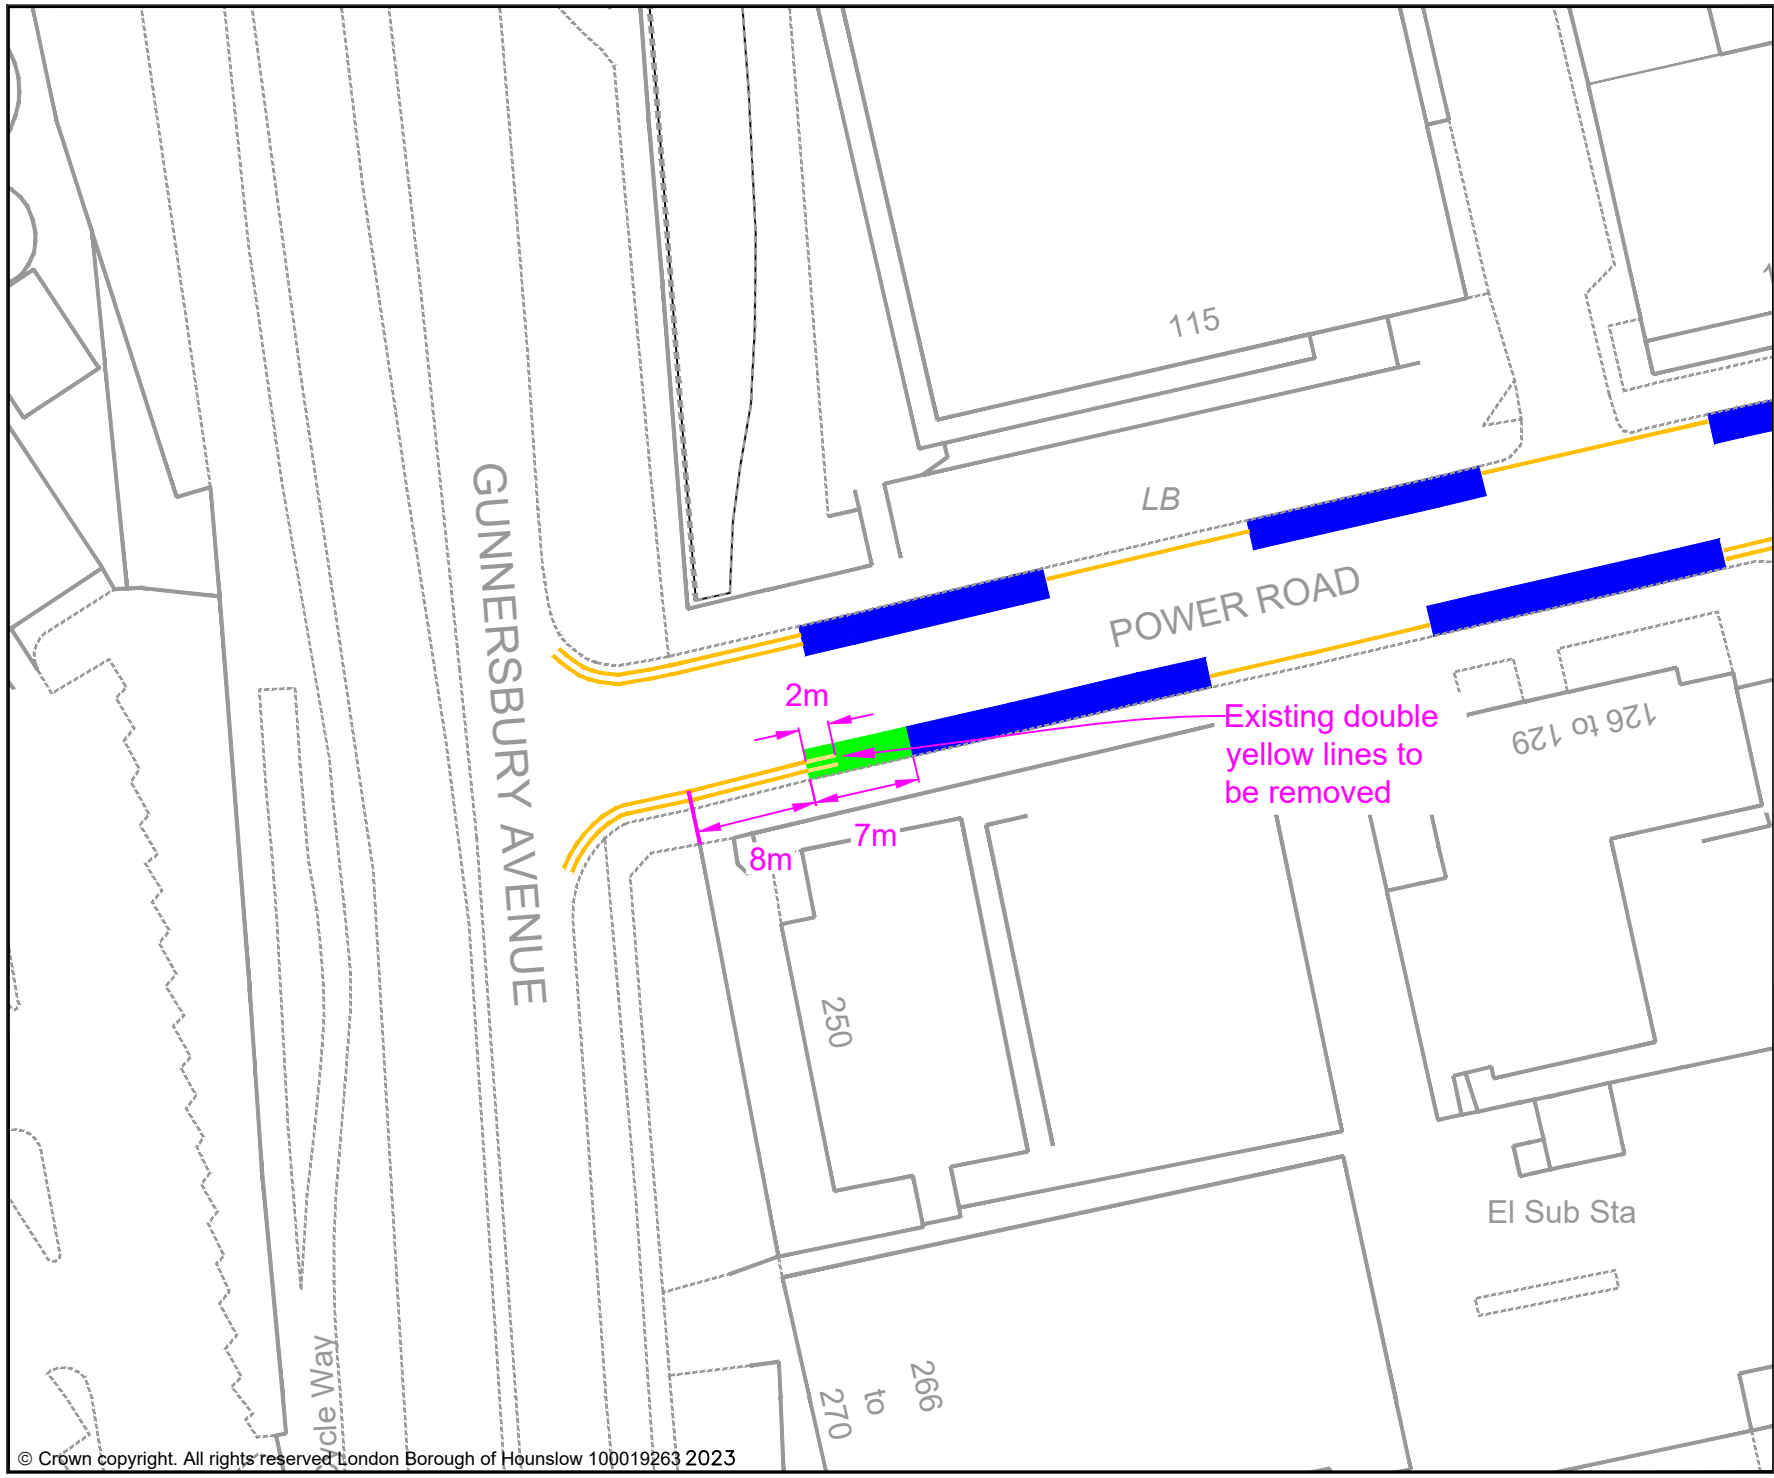 115
LB
GUNNERSBURY AVENUE
POWER ROAD
2m
Existing double
yellow lines to
be removed
126 to 129
7m
8m
250
El Sub Sta
266
to
270
© Crown copyright. All rights reserved London Borough of Hounslow 100019263 2023
Way